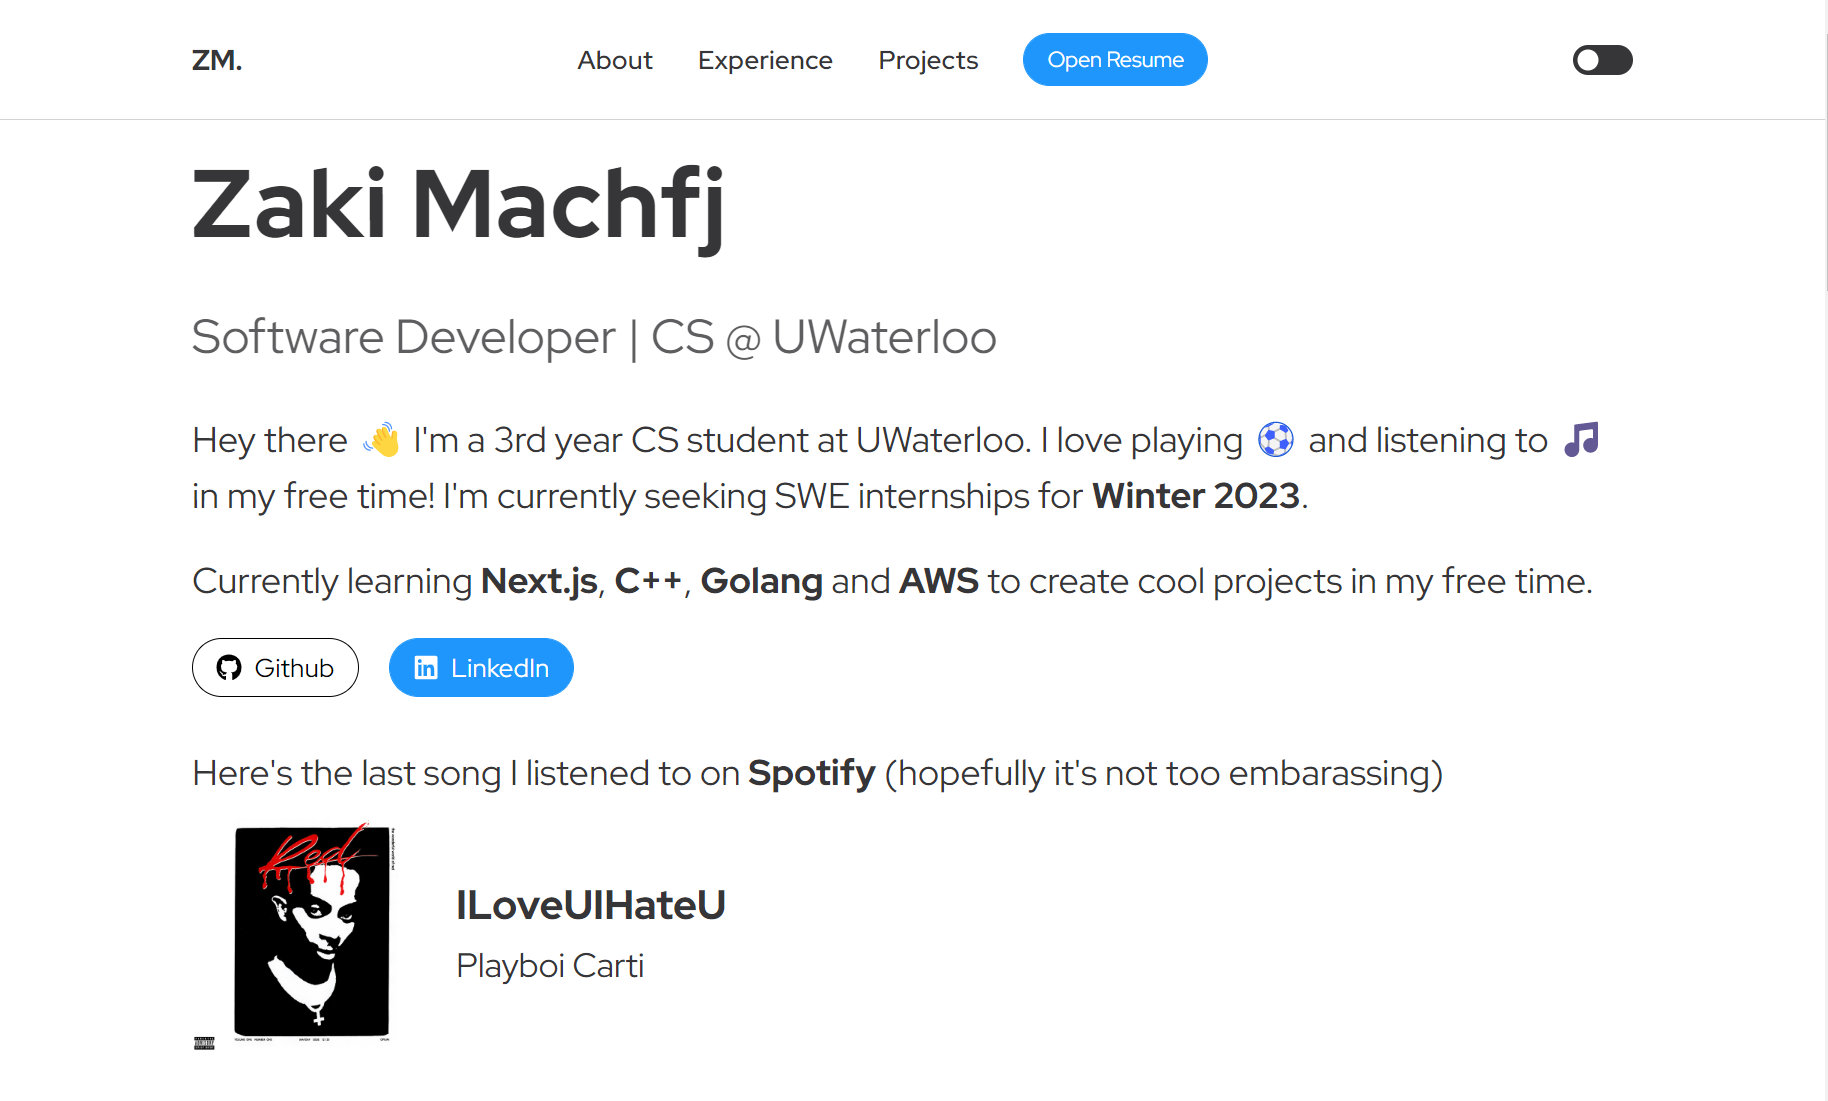 ZM.
About
Experience
Projects
Open Resume
Zaki Machfj
Software Developer | CS @ UWaterloo
Hey there 👋 I'm a 3rd year CS student at UWaterloo. I love playing ⚽ and listening to 🎵
in my free time! I'm currently seeking SWE internships for Winter 2023.
Currently learning Next.js, C++, Golang and AWS to create cool projects in my free time.
Github
LinkedIn
Here's the last song I listened to on Spotify (hopefully it's not too embarassing)
Red
ILoveUIHateU
Playboi Carti